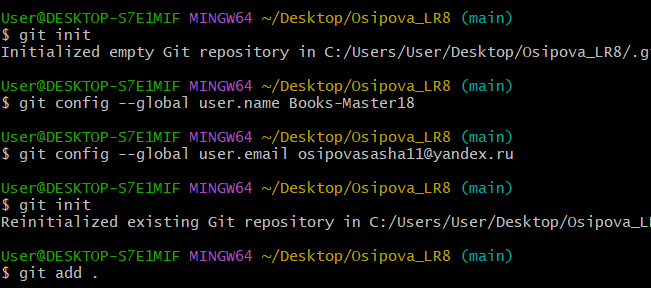 User@DESKTOP-S7E1MIF MINGW64 ~/Desktop/Osipova_LR8 (main)
$ git init
Initialized empty Git repository in C:/Users/User/Desktop/Osipova_LR8/.g
User@DESKTOP-S7E1MIF MINGW64 ~/Desktop/Osipova_LR8 (main)
$ git config --global user.name Books-Master18
User@DESKTOP-S7E1MIF MINGW64 ~/Desktop/Osipova_LR8 (main)
$ git config --global user.email osipovasasha11@yandex.ru
User@DESKTOP-S7E1MIF MINGW64 ~/Desktop/Osipova_LR8 (main)
$ git init
Reinitialized existing Git repository in C:/Users/User/Desktop/Osipova_L
User@DESKTOP-S7E1MIF MINGW64 ~/Desktop/Osipova_LR8 (main)
$ git add .